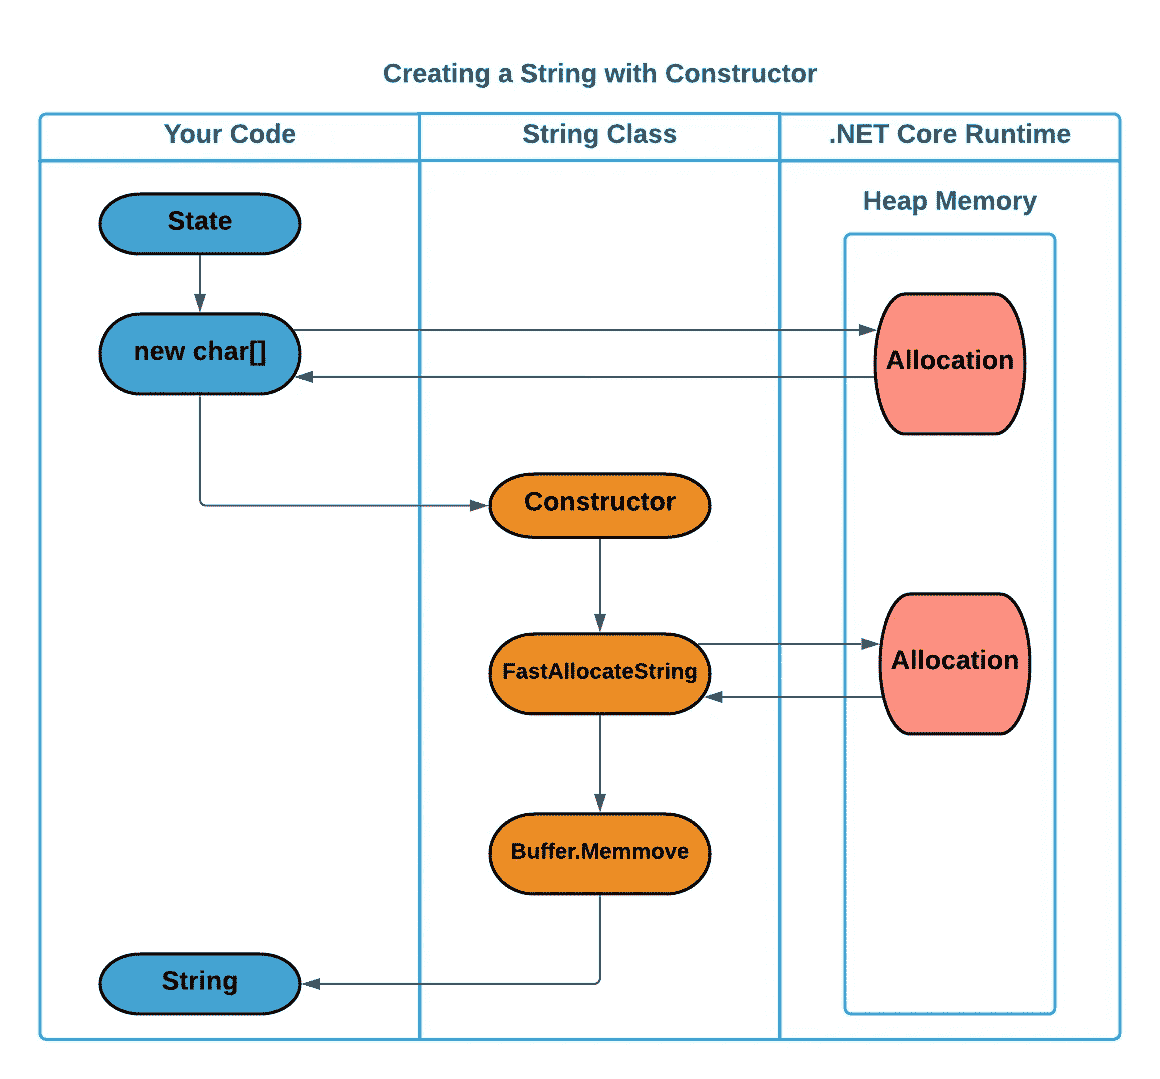 Creating a String with Constructor
Your Code
String Class
.NET Core Runtime
Heap Memory
State
new char[]
Allocation
Constructor
FastAllocateString
Allocation
Buffer.Memmove
String